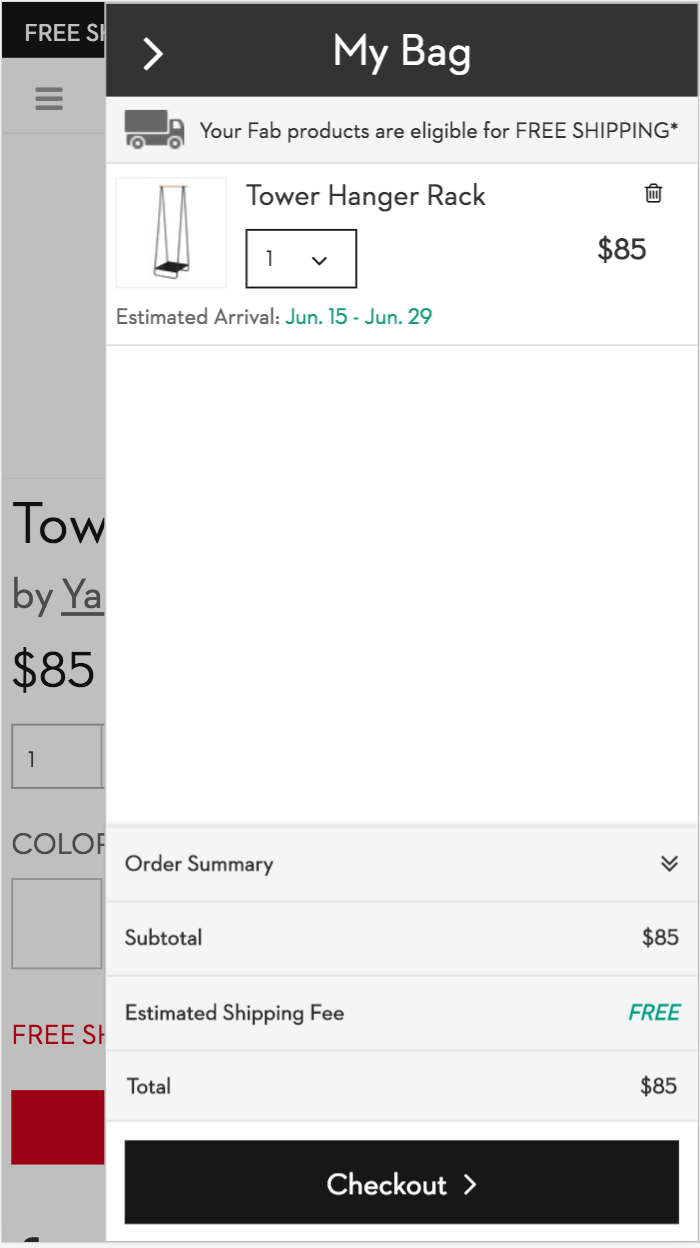 FREE
My Bag
Your Fab products are eligible for FREE SHIPPING*
Tower Hanger Rack
1
$85
Estimated Arrival: Jun. 15 - Jun. 29
Tow
by Ya
$85
1
COLOR
FREE SH
Order Summary
Subtotal $85
Estimated Shipping Fee FREE
Total $85
Checkout